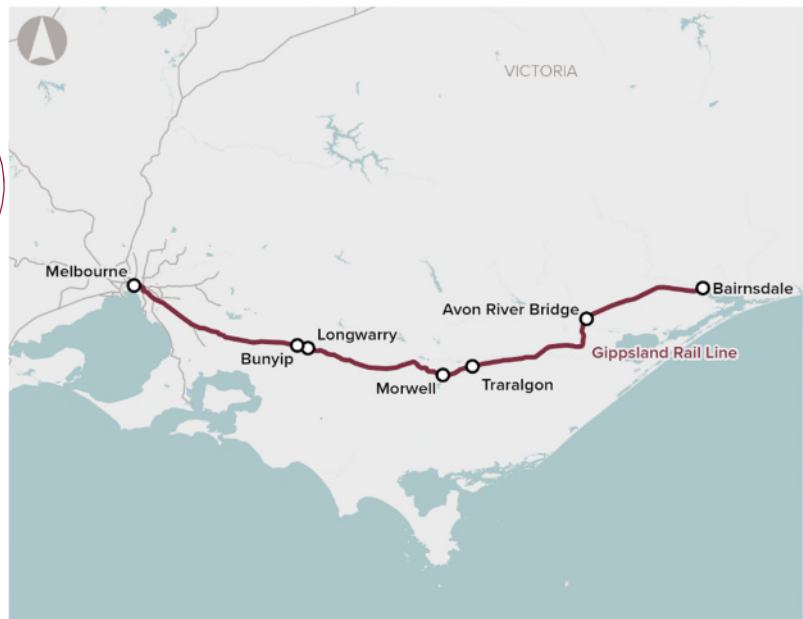 VICTORIA
Melbourne
Bairnsdale
Avon River Bridge
Longwarry
Gippsland Rail Line
Bunyip
Morwell
Traralgon